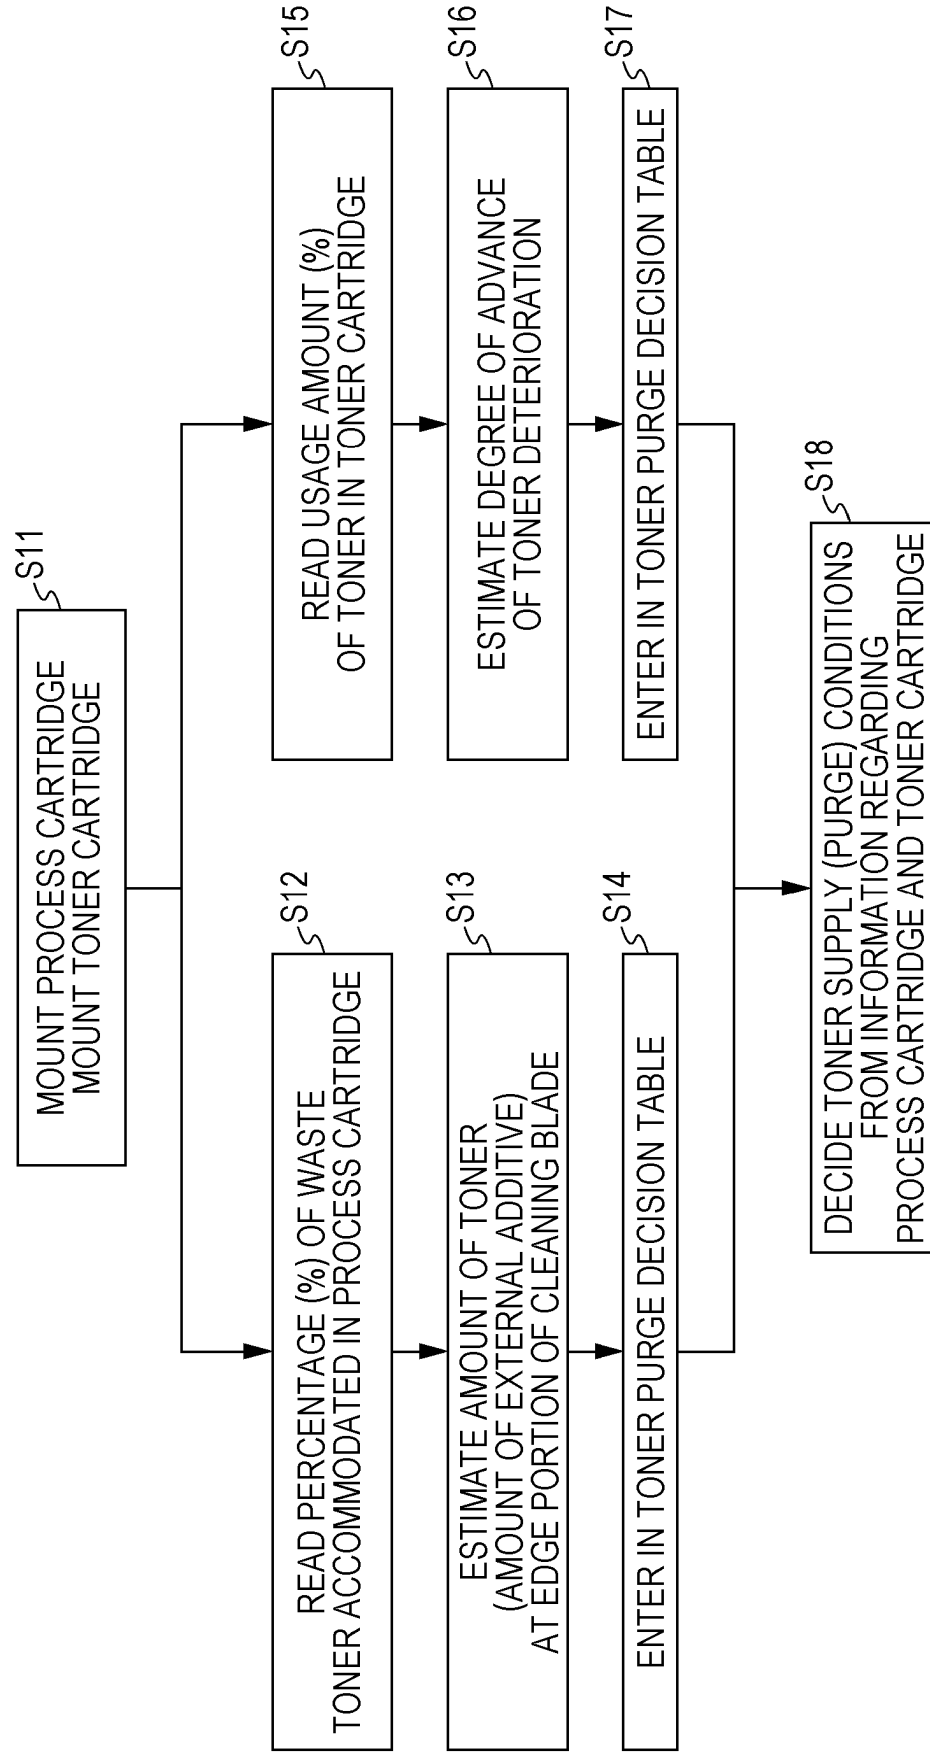 MOUNT PROCESS CARTRIDGE
MOUNT TONER CARTRIDGE
S11
READ PERCENTAGE (%) OF WASTE
TONER ACCOMMODATED IN PROCESS CARTRIDGE
S12
ESTIMATE AMOUNT OF TONER
(AMOUNT OF EXTERNAL ADDITIVE)
AT EDGE PORTION OF CLEANING BLADE
S13
ENTER IN TONER PURGE DECISION TABLE
S14
READ USAGE AMOUNT (%)
OF TONER IN TONER CARTRIDGE
S15
ESTIMATE DEGREE OF ADVANCE
OF TONER DETERIORATION
S16
ENTER IN TONER PURGE DECISION TABLE
S17
DECIDE TONER SUPPLY (PURGE) CONDITIONS
FROM INFORMATION REGARDING
PROCESS CARTRIDGE AND TONER CARTRIDGE
S18